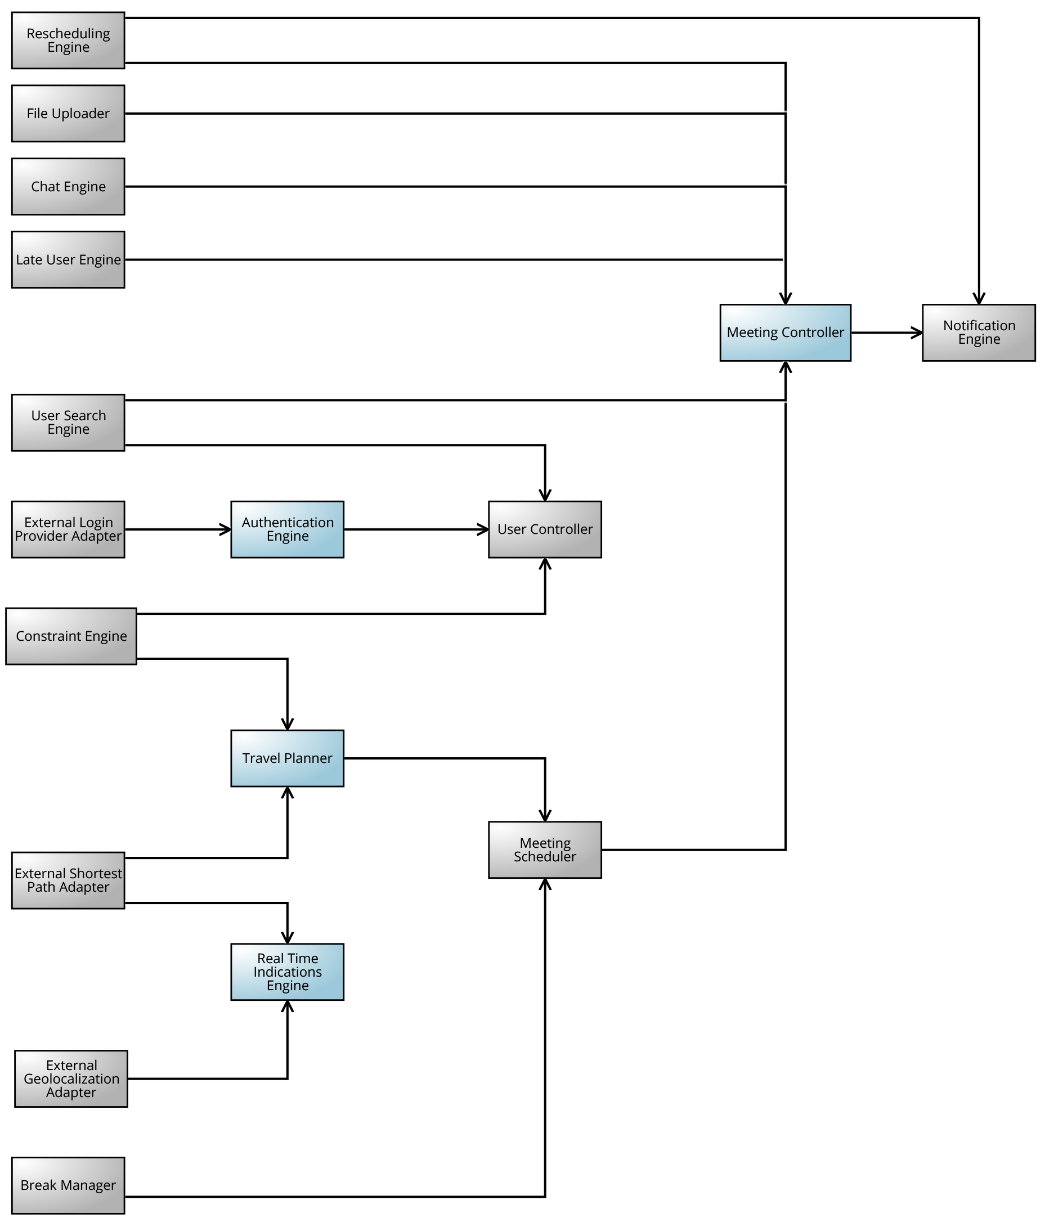 Rescheduling
Engine
File Uploader
Chat Engine
Late User Engine
Meeting Controller
Notification
Engine
User Search
Engine
External Login
Provider Adapter
Authentication
Engine
User Controller
Constraint Engine
Travel Planner
Meeting
Scheduler
External Shortest
Path Adapter
Real Time
Indications
Engine
External
Geolocalization
Adapter
Break Manager